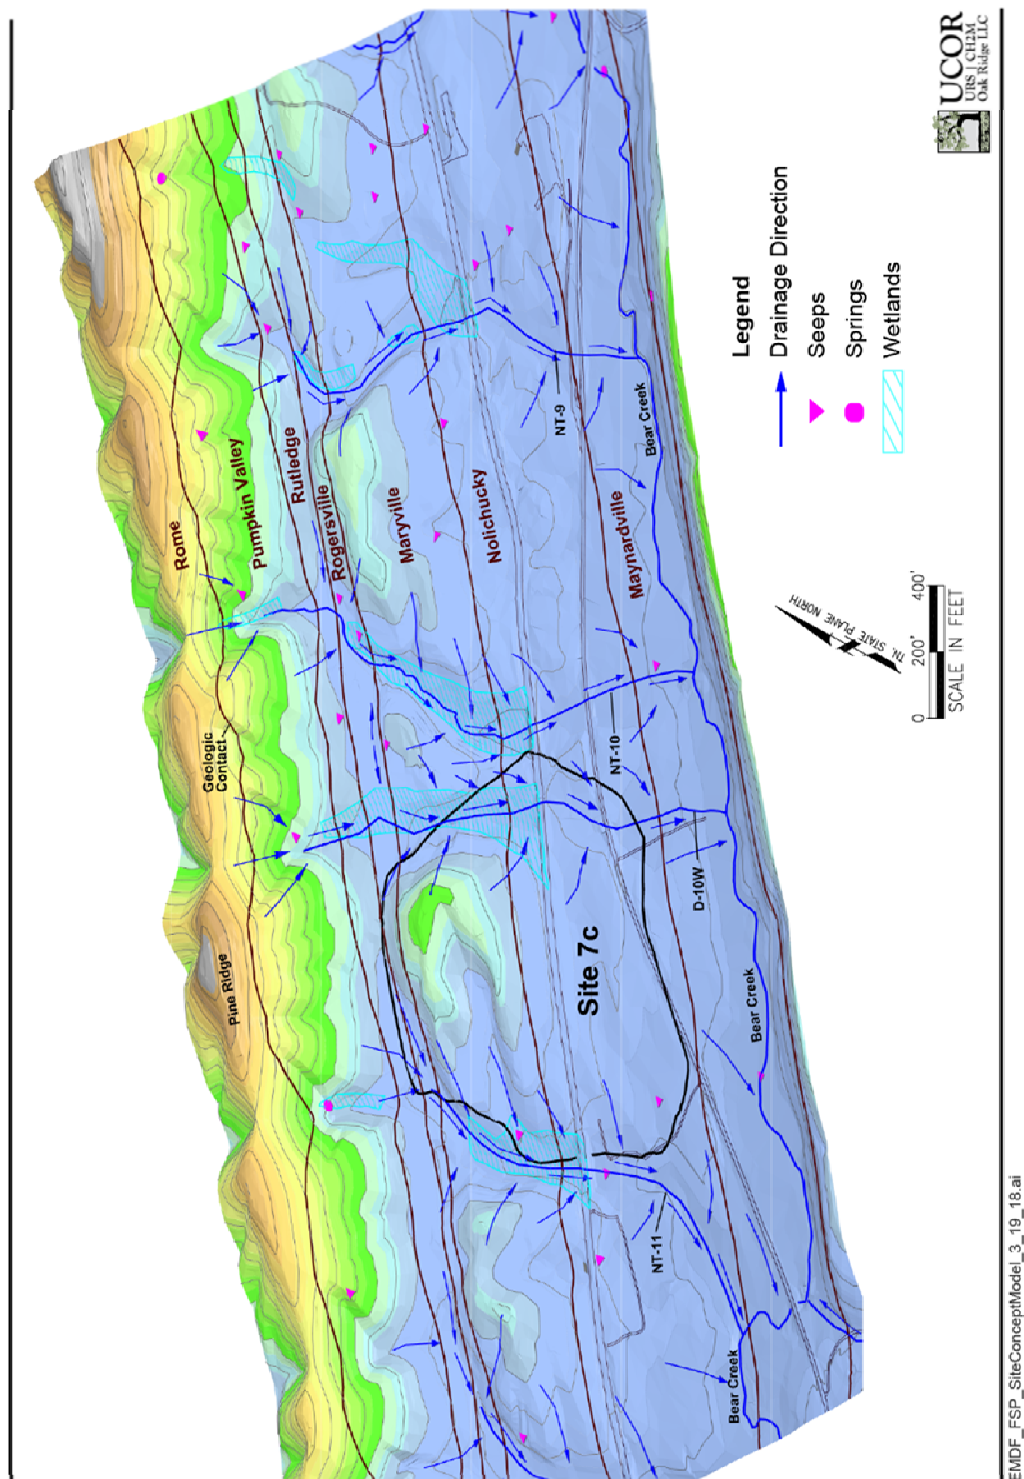 Rome
Pumpkin Valley
Rutledge
Rogersville
Maryville
Nolichucky
Maynardville
Geologic
Contact
Pine Ridge
Site 7c
NT-9
NT-10
D-10W
NT-11
Bear Creek
Bear Creek
Bear Creek
Legend
Drainage Direction
Seeps
Springs
Wetlands
TN. STATE PLANE NORTH
0 200' 400'
SCALE IN FEET
UCOR
URS | CH2M
Oak Ridge LLC
EMDF_FSP_SiteConceptModel_3_19_18.ai